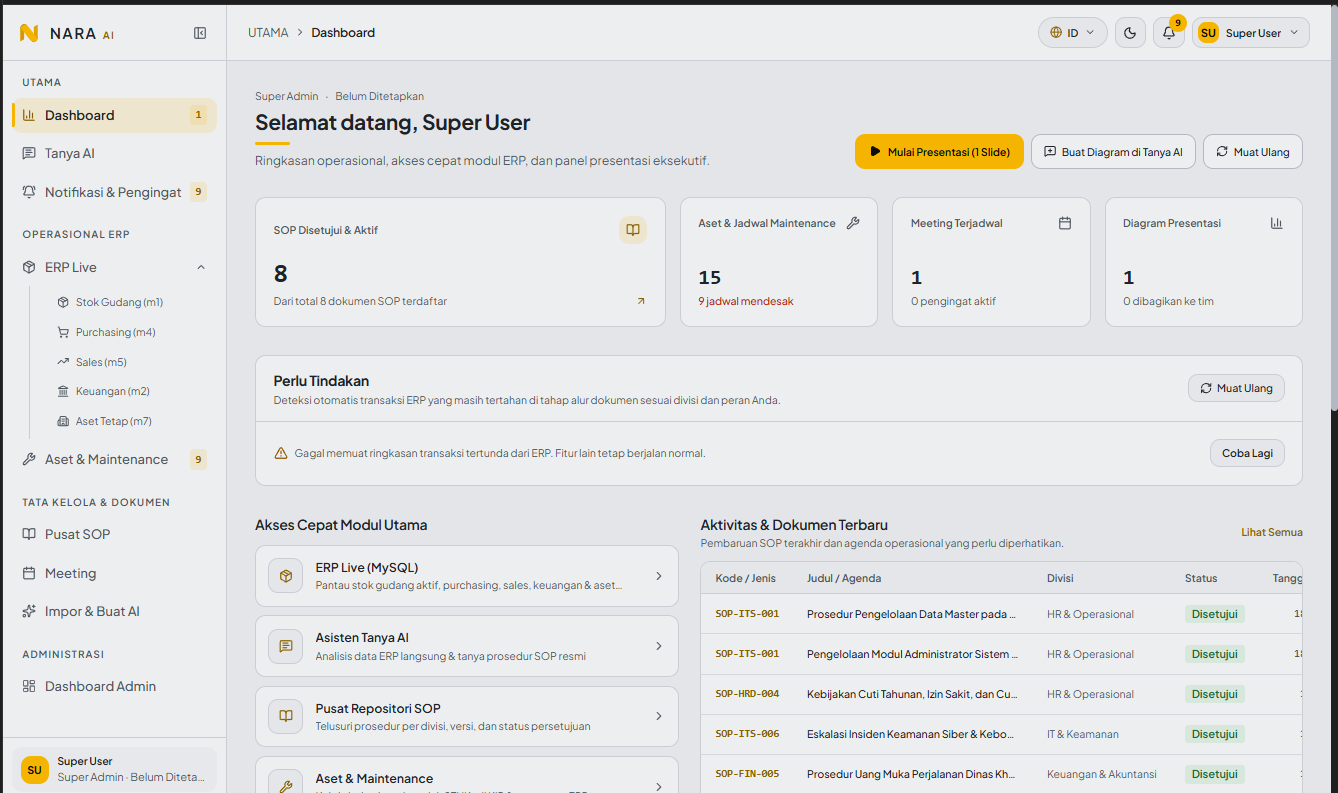 NARA AI
UTAMA
Dashboard 1
Tanya AI
Notifikasi & Pengingat 9
OPERASIONAL ERP
ERP Live
Stok Gudang (m1)
Purchasing (m4)
Sales (m5)
Keuangan (m2)
Aset Tetap (m7)
Aset & Maintenance 9
TATA KELOLA & DOKUMEN
Pusat SOP
Meeting
Impor & Buat AI
ADMINISTRASI
Dashboard Admin
SU
Super User
Super Admin · Belum Diteta...
UTAMA > Dashboard
ID
9
SU Super User
Super Admin · Belum Ditetapkan
Selamat datang, Super User
Ringkasan operasional, akses cepat modul ERP, dan panel presentasi eksekutif.
Mulai Presentasi (1 Slide)
Buat Diagram di Tanya AI
Muat Ulang
SOP Disetujui & Aktif
8
Dari total 8 dokumen SOP terdaftar
Aset & Jadwal Maintenance
15
9 jadwal mendesak
Meeting Terjadwal
1
0 pengingat aktif
Diagram Presentasi
1
0 dibagikan ke tim
Perlu Tindakan
Deteksi otomatis transaksi ERP yang masih tertahan di tahap alur dokumen sesuai divisi dan peran Anda.
Muat Ulang
Gagal memuat ringkasan transaksi tertunda dari ERP. Fitur lain tetap berjalan normal.
Coba Lagi
Akses Cepat Modul Utama
ERP Live (MySQL)
Pantau stok gudang aktif, purchasing, sales, keuangan & aset...
Asisten Tanya AI
Analisis data ERP langsung & tanya prosedur SOP resmi
Pusat Repositori SOP
Telusuri prosedur per divisi, versi, dan status persetujuan
Aset & Maintenance
Aktivitas & Dokumen Terbaru
Pembaruan SOP terakhir dan agenda operasional yang perlu diperhatikan.
Lihat Semua
Kode / Jenis Judul / Agenda Divisi Status Tangg
SOP-ITS-001 Prosedur Pengelolaan Data Master pada ... HR & Operasional Disetujui
SOP-ITS-001 Pengelolaan Modul Administrator Sistem ... HR & Operasional Disetujui
SOP-HRD-004 Kebijakan Cuti Tahunan, Izin Sakit, dan Cu... HR & Operasional Disetujui
SOP-ITS-006 Eskalasi Insiden Keamanan Siber & Kebo... IT & Keamanan Disetujui
SOP-FIN-005 Prosedur Uang Muka Perjalanan Dinas Kh... Keuangan & Akuntansi Disetujui